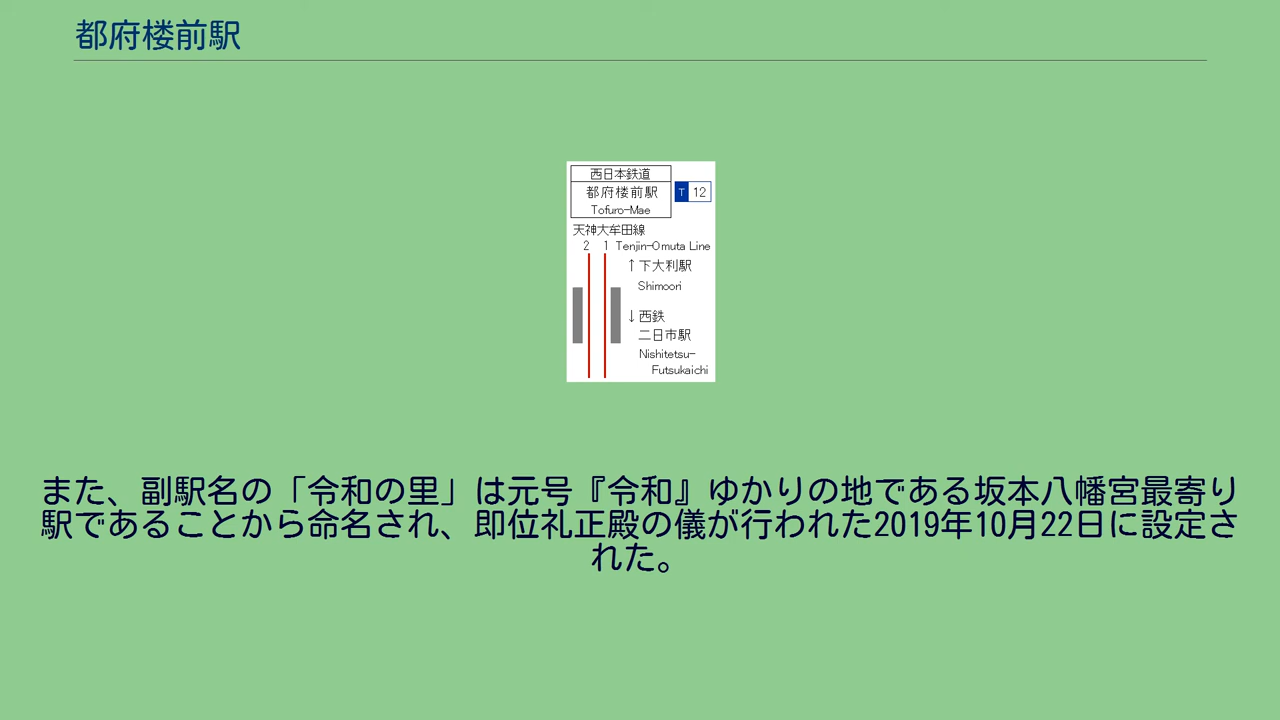 都府楼前駅
西日本鉄道
都府楼前駅
Tofuro-Mae
T 12
天神大牟田線
2 1 Tenjin-Omuta Line
↑下大利駅
Shimoori
↓西鉄
二日市駅
Nishitetsu-
Futsukaichi
また、副駅名の「令和の里」は元号『令和』ゆかりの地である坂本八幡宮最寄り
駅であることから命名され、即位礼正殿の儀が行われた2019年10月22日に設定さ
れた。